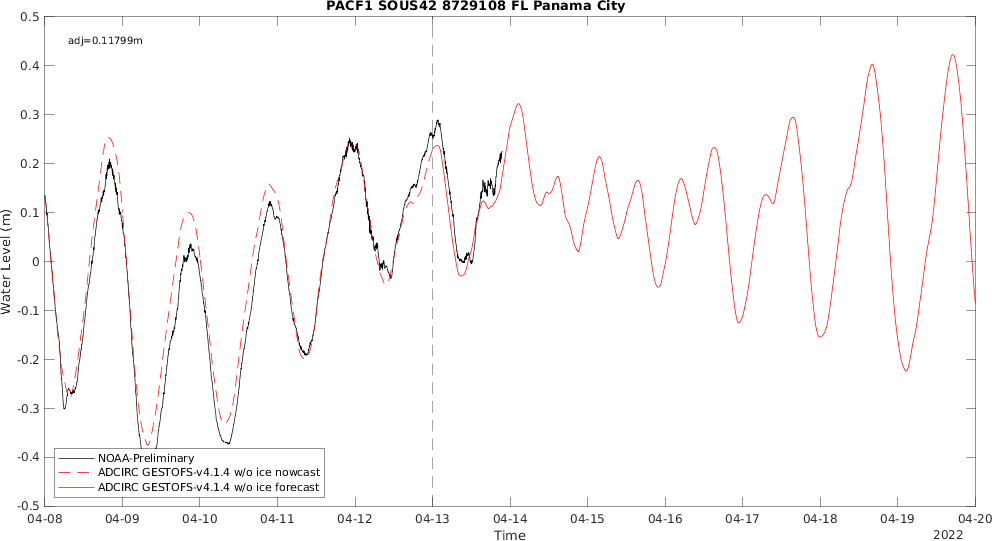 PACF1 SOUS42 8729108 FL Panama City
adj=0.11799m
0.5
0.4
0.3
0.2
0.1
0
-0.1
-0.2
-0.3
-0.4
-0.5
Water Level (m)
NOAA-Preliminary
ADCIRC GESTOFS-v4.1.4 w/o ice nowcast
ADCIRC GESTOFS-v4.1.4 w/o ice forecast
04-08 04-09 04-10 04-11 04-12 04-13 04-14 04-15 04-16 04-17 04-18 04-19 04-20
Time
2022